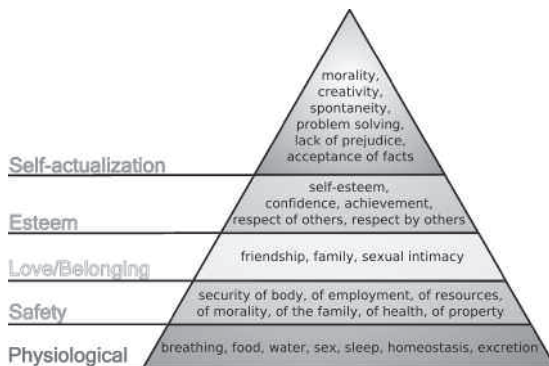 morality,
creativity,
spontaneity,
problem solving,
lack of prejudice,
acceptance of facts
Self-actualization
self-esteem,
confidence, achievement,
respect of others, respect by others
Esteem
friendship, family, sexual intimacy
Love/Belonging
security of body, of employment, of resources,
of morality, of the family, of health, of property
Safety
breathing, food, water, sex, sleep, homeostasis, excretion
Physiological